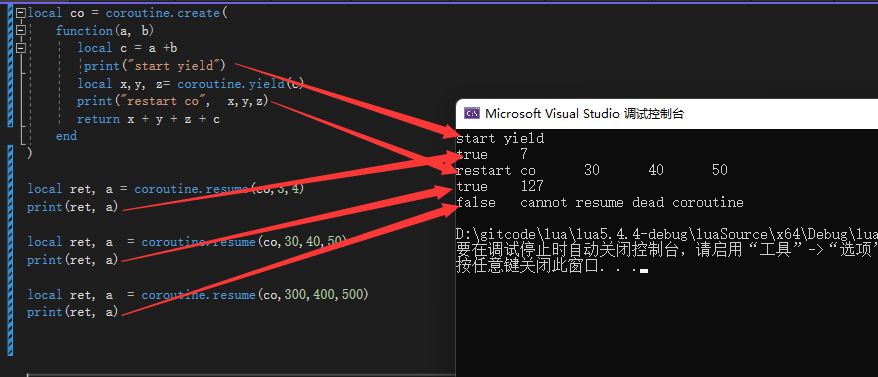 local co = coroutine.create(
function(a, b)
local c = a +b
print("start yield")
local x,y, z= coroutine.yield(c)
print("restart co", x,y,z)
return x + y + z + c
end
)
local ret, a = coroutine.resume(co,3,4)
print(ret, a)
local ret, a = coroutine.resume(co,30,40,50)
print(ret, a)
local ret, a = coroutine.resume(co,300,400,500)
print(ret, a)
Microsoft Visual Studio 调试控制台
start yield
true 7
restart co 30 40 50
true 127
false cannot resume dead coroutine
D:\gitcode\lua\lua5.4.4-debug\luaSource\x64\Debug\lua
要在调试停止时自动关闭控制台，请启用“工具”->“选项”
按任意键关闭此窗口. . .